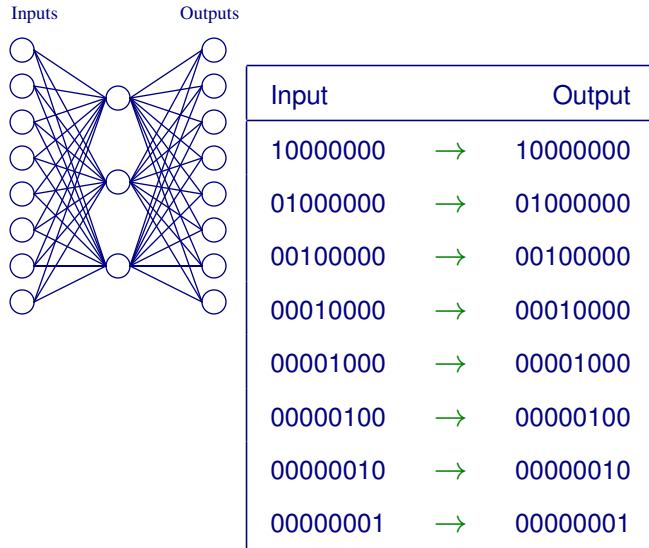 Inputs Outputs
Input Output
10000000 → 10000000
01000000 → 01000000
00100000 → 00100000
00010000 → 00010000
00001000 → 00001000
00000100 → 00000100
00000010 → 00000010
00000001 → 00000001